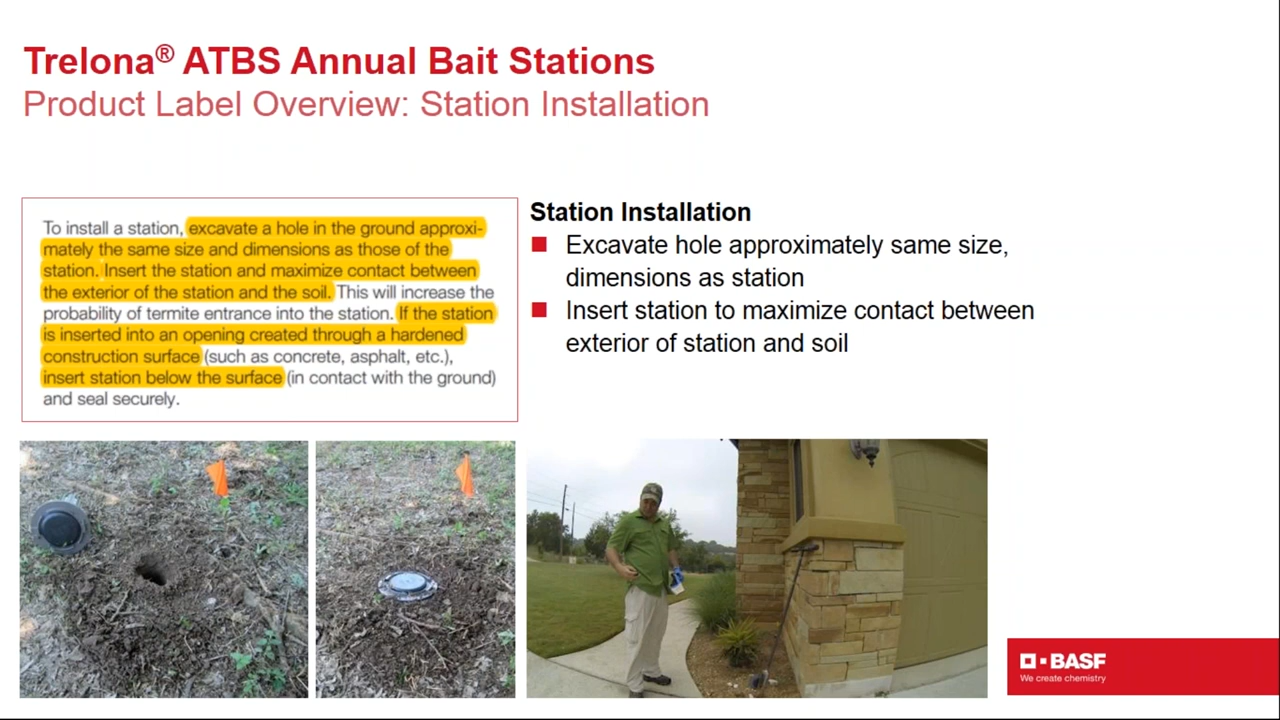 Trelona® ATBS Annual Bait Stations
Product Label Overview: Station Installation
To install a station, excavate a hole in the ground approxi-
mately the same size and dimensions as those of the
station. Insert the station and maximize contact between
the exterior of the station and the soil. This will increase the
probability of termite entrance into the station. If the station
is inserted into an opening created through a hardened
construction surface (such as concrete, asphalt, etc.),
insert station below the surface (in contact with the ground)
and seal securely.
Station Installation
Excavate hole approximately same size,
dimensions as station
Insert station to maximize contact between
exterior of station and soil
BASF
We create chemistry